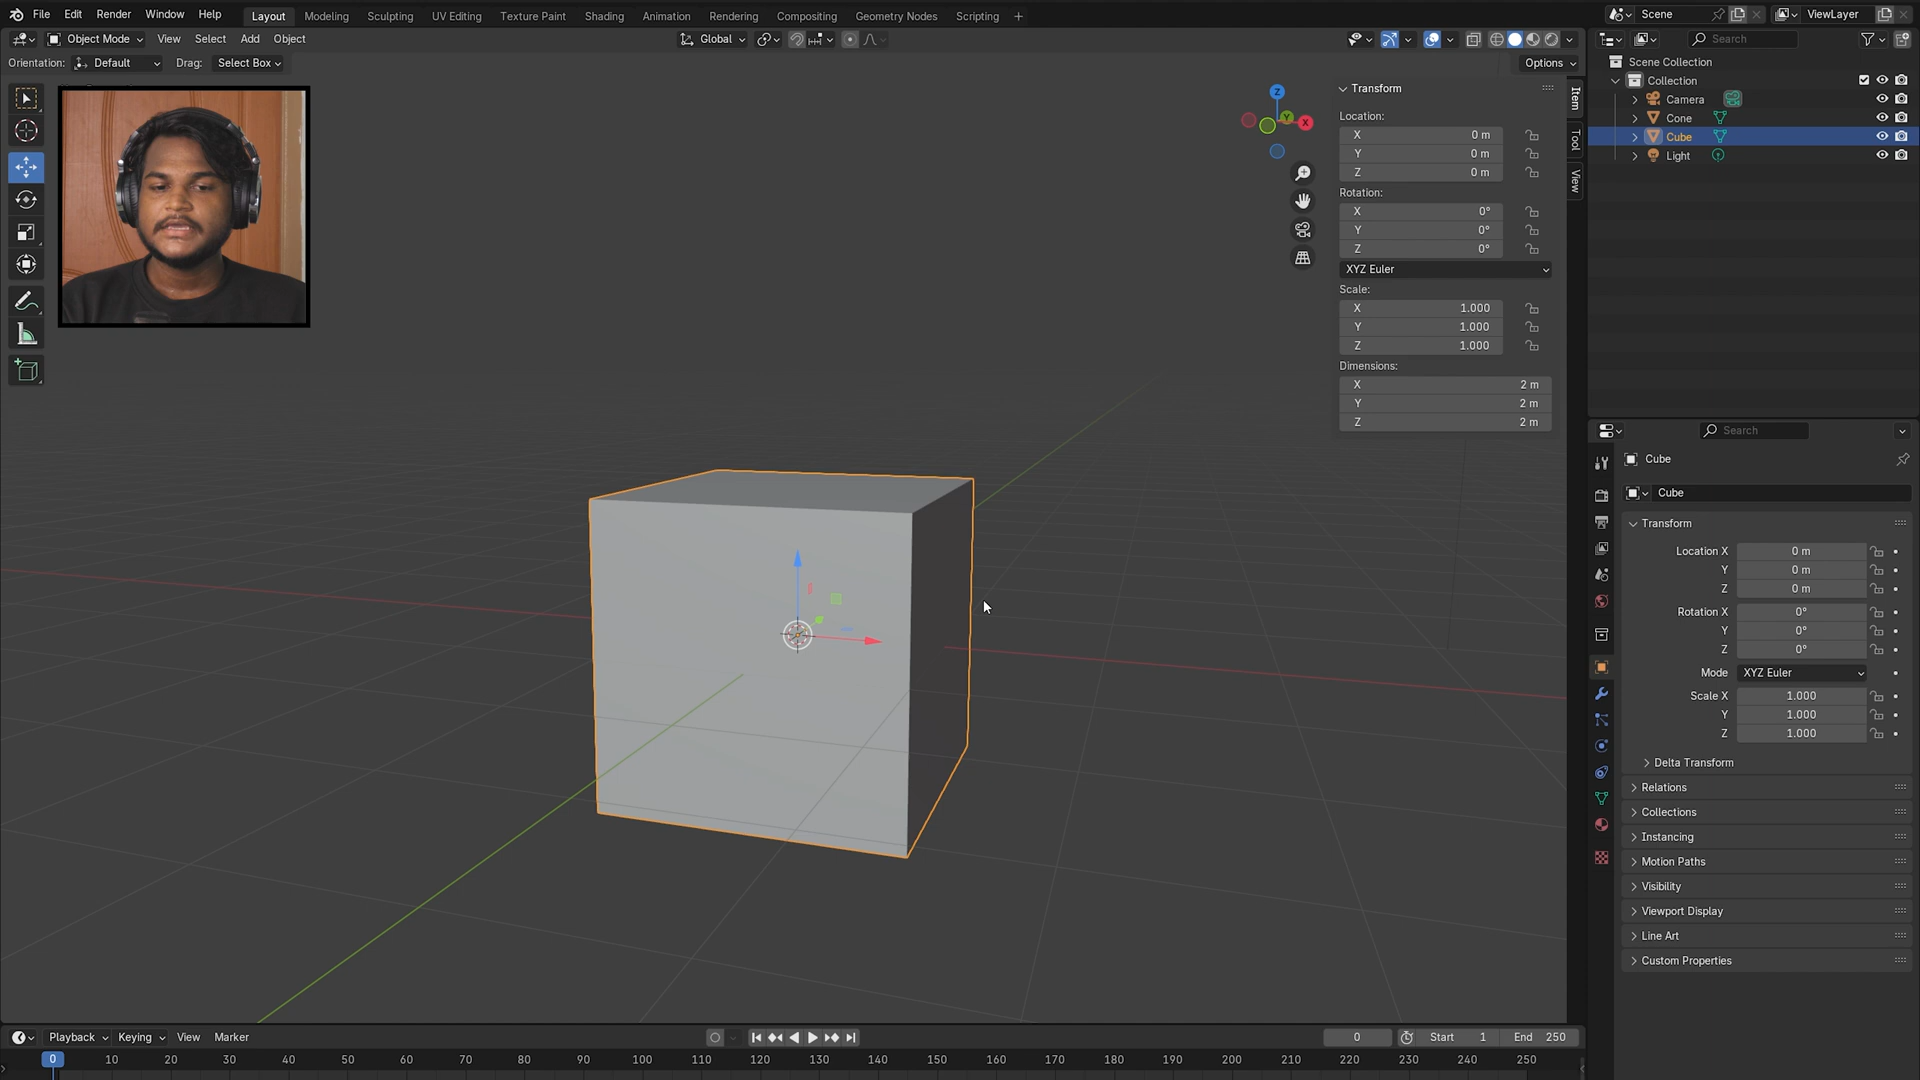 File Edit Render Window Help Layout Modeling Sculpting UV Editing Texture Paint Shading Animation Rendering Compositing Geometry Nodes Scripting + Scene ViewLayer
Object Mode View Select Add Object Global Search
Orientation: Default Drag: Select Box Options
Scene Collection
Collection
Camera
Cone
Cube
Light
Z
Y
X
Item
Tool
View
Transform
Location:
X 0 m
Y 0 m
Z 0 m
Rotation:
X 0°
Y 0°
Z 0°
XYZ Euler
Scale:
X 1.000
Y 1.000
Z 1.000
Dimensions:
X 2 m
Y 2 m
Z 2 m
Search
Cube
Cube
Transform
Location X 0 m
Y 0 m
Z 0 m
Rotation X 0°
Y 0°
Z 0°
Mode XYZ Euler
Scale X 1.000
Y 1.000
Z 1.000
Delta Transform
Relations
Collections
Instancing
Motion Paths
Visibility
Viewport Display
Line Art
Custom Properties
Playback Keying View Marker 0 Start 1 End 250
0 10 20 30 40 50 60 70 80 90 100 110 120 130 140 150 160 170 180 190 200 210 220 230 240 250